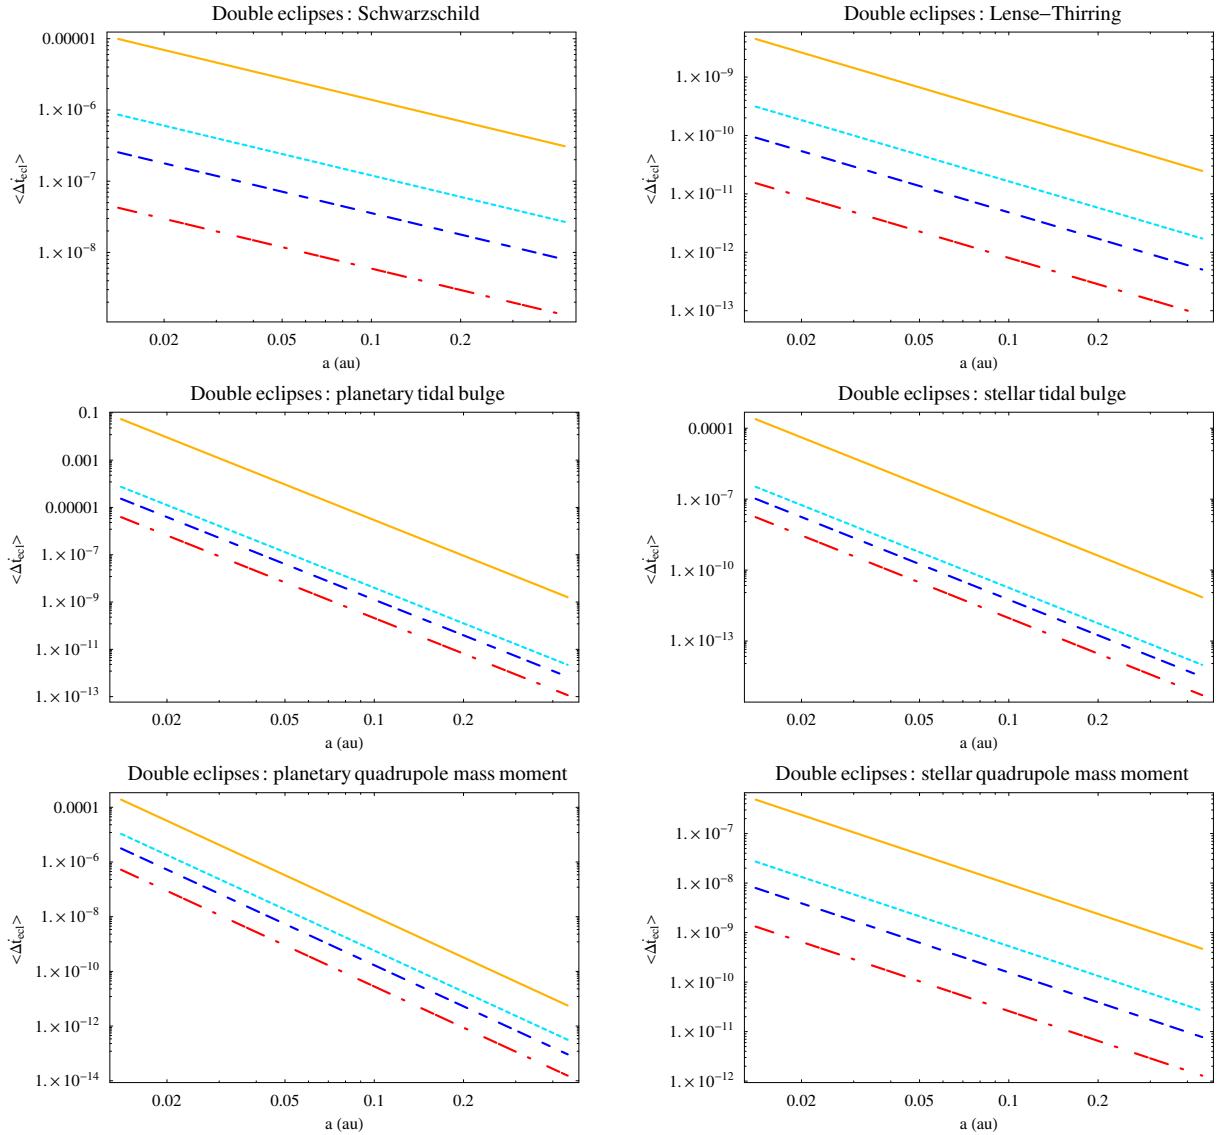 Double eclipses : Schwarzschild
0.00001
1. × 10⁻⁶
1. × 10⁻⁷
1. × 10⁻⁸
<Δṫ_ecl>
0.02 0.05 0.1 0.2
a (au)
Double eclipses : Lense−Thirring
1. × 10⁻⁹
1. × 10⁻¹⁰
1. × 10⁻¹¹
1. × 10⁻¹²
1. × 10⁻¹³
<Δṫ_ecl>
0.02 0.05 0.1 0.2
a (au)
Double eclipses : planetary tidal bulge
0.1
0.001
0.00001
1. × 10⁻⁷
1. × 10⁻⁹
1. × 10⁻¹¹
1. × 10⁻¹³
<Δṫ_ecl>
0.02 0.05 0.1 0.2
a (au)
Double eclipses : stellar tidal bulge
0.0001
1. × 10⁻⁷
1. × 10⁻¹⁰
1. × 10⁻¹³
<Δṫ_ecl>
0.02 0.05 0.1 0.2
a (au)
Double eclipses : planetary quadrupole mass moment
0.0001
1. × 10⁻⁶
1. × 10⁻⁸
1. × 10⁻¹⁰
1. × 10⁻¹²
1. × 10⁻¹⁴
<Δṫ_ecl>
0.02 0.05 0.1 0.2
a (au)
Double eclipses : stellar quadrupole mass moment
1. × 10⁻⁷
1. × 10⁻⁸
1. × 10⁻⁹
1. × 10⁻¹⁰
1. × 10⁻¹¹
1. × 10⁻¹²
<Δṫ_ecl>
0.02 0.05 0.1 0.2
a (au)